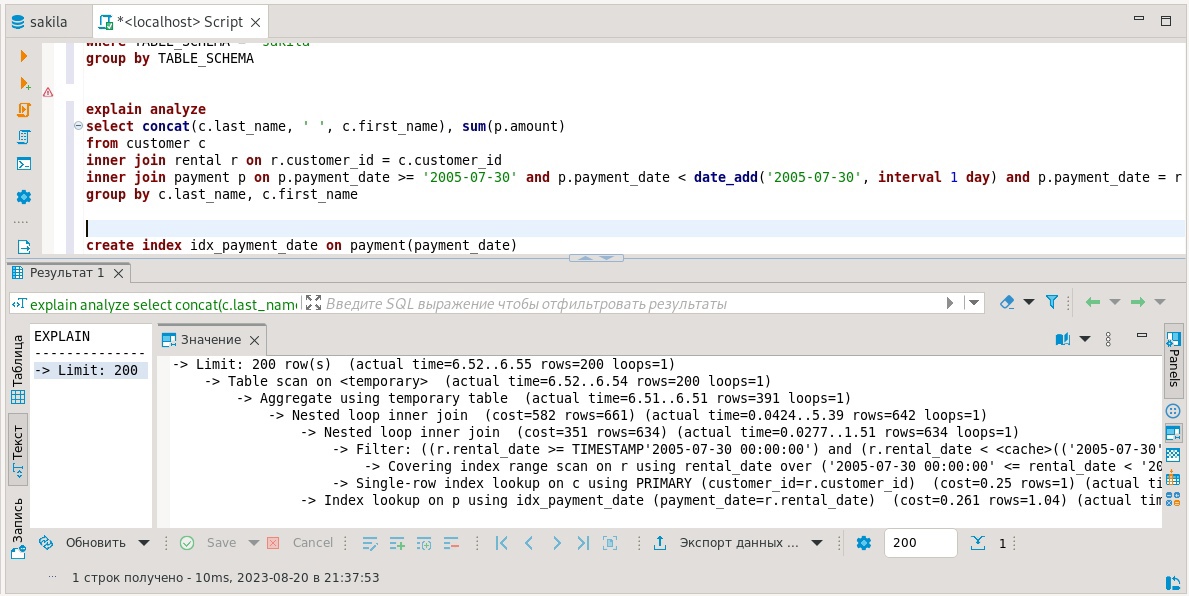 sakila
*<localhost> Script
where TABLE_SCHEMA = 'sakila'
group by TABLE_SCHEMA
explain analyze
select concat(c.last_name, ' ', c.first_name), sum(p.amount)
from customer c
inner join rental r on r.customer_id = c.customer_id
inner join payment p on p.payment_date >= '2005-07-30' and p.payment_date < date_add('2005-07-30', interval 1 day) and p.payment_date = r
group by c.last_name, c.first_name
create index idx_payment_date on payment(payment_date)
Результат 1
explain analyze select concat(c.last_name
Введите SQL выражение чтобы отфильтровать результаты
Таблица
Текст
Запись
EXPLAIN
--------------
-> Limit: 200
Значение
-> Limit: 200 row(s)  (actual time=6.52..6.55 rows=200 loops=1)
-> Table scan on <temporary>  (actual time=6.52..6.54 rows=200 loops=1)
-> Aggregate using temporary table  (actual time=6.51..6.51 rows=391 loops=1)
-> Nested loop inner join  (cost=582 rows=661) (actual time=0.0424..5.39 rows=642 loops=1)
-> Nested loop inner join  (cost=351 rows=634) (actual time=0.0277..1.51 rows=634 loops=1)
-> Filter: ((r.rental_date >= TIMESTAMP'2005-07-30 00:00:00') and (r.rental_date < <cache>(('2005-07-30'
-> Covering index range scan on r using rental_date over ('2005-07-30 00:00:00' <= rental_date < '20
-> Single-row index lookup on c using PRIMARY (customer_id=r.customer_id)  (cost=0.25 rows=1) (actual ti
-> Index lookup on p using idx_payment_date (payment_date=r.rental_date)  (cost=0.261 rows=1.04) (actual tim
Panels
Обновить
Save
Cancel
Экспорт данных ...
200
1
1 строк получено - 10ms, 2023-08-20 в 21:37:53